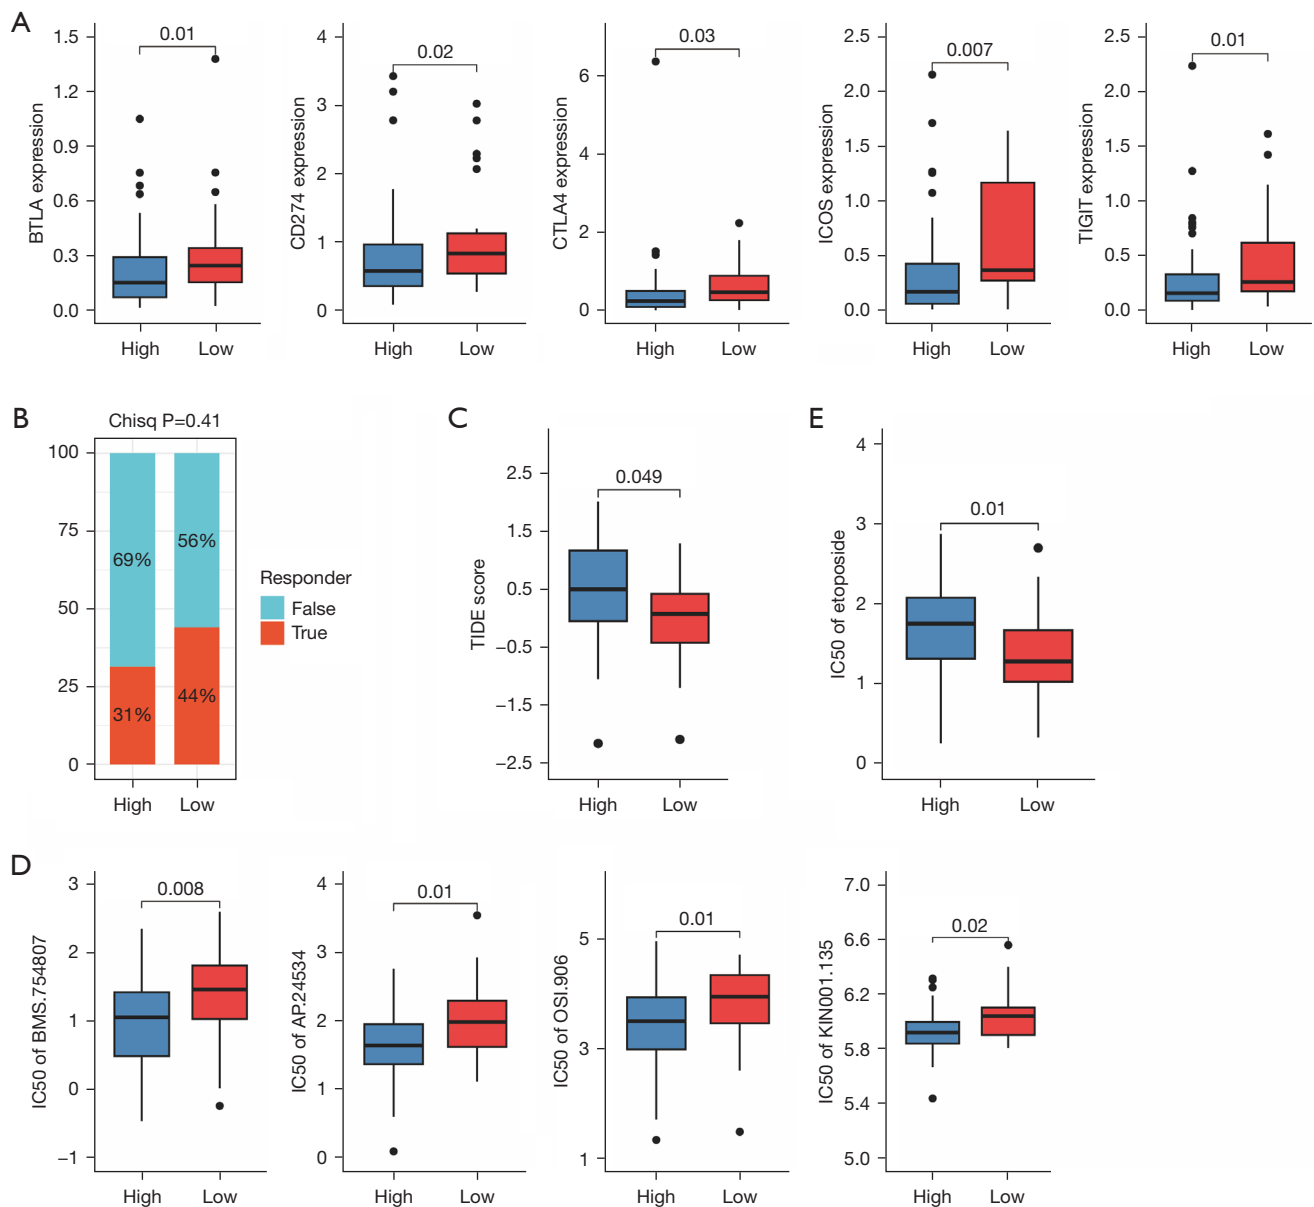 A
BTLA expression
1.5
1.2
0.9
0.6
0.3
0.0
0.01
High
Low
CD274 expression
4
3
2
1
0
0.02
High
Low
CTLA4 expression
6
4
2
0
0.03
High
Low
ICOS expression
2.5
2.0
1.5
1.0
0.5
0.0
0.007
High
Low
TIGIT expression
2.5
2.0
1.5
1.0
0.5
0.0
0.01
High
Low
B
Chisq P=0.41
100
75
50
25
0
69%
56%
31%
44%
High
Low
Responder
False
True
C
TIDE score
2.5
1.5
0.5
−0.5
−1.5
−2.5
0.049
High
Low
E
IC50 of etoposide
4
3
2
1
0
0.01
High
Low
D
IC50 of BMS.754807
3
2
1
0
−1
0.008
High
Low
IC50 of AP.24534
4
3
2
1
0
0.01
High
Low
IC50 of OSI.906
5
3
1
0.01
High
Low
IC50 of KIN001.135
7.0
6.6
6.2
5.8
5.4
5.0
0.02
High
Low